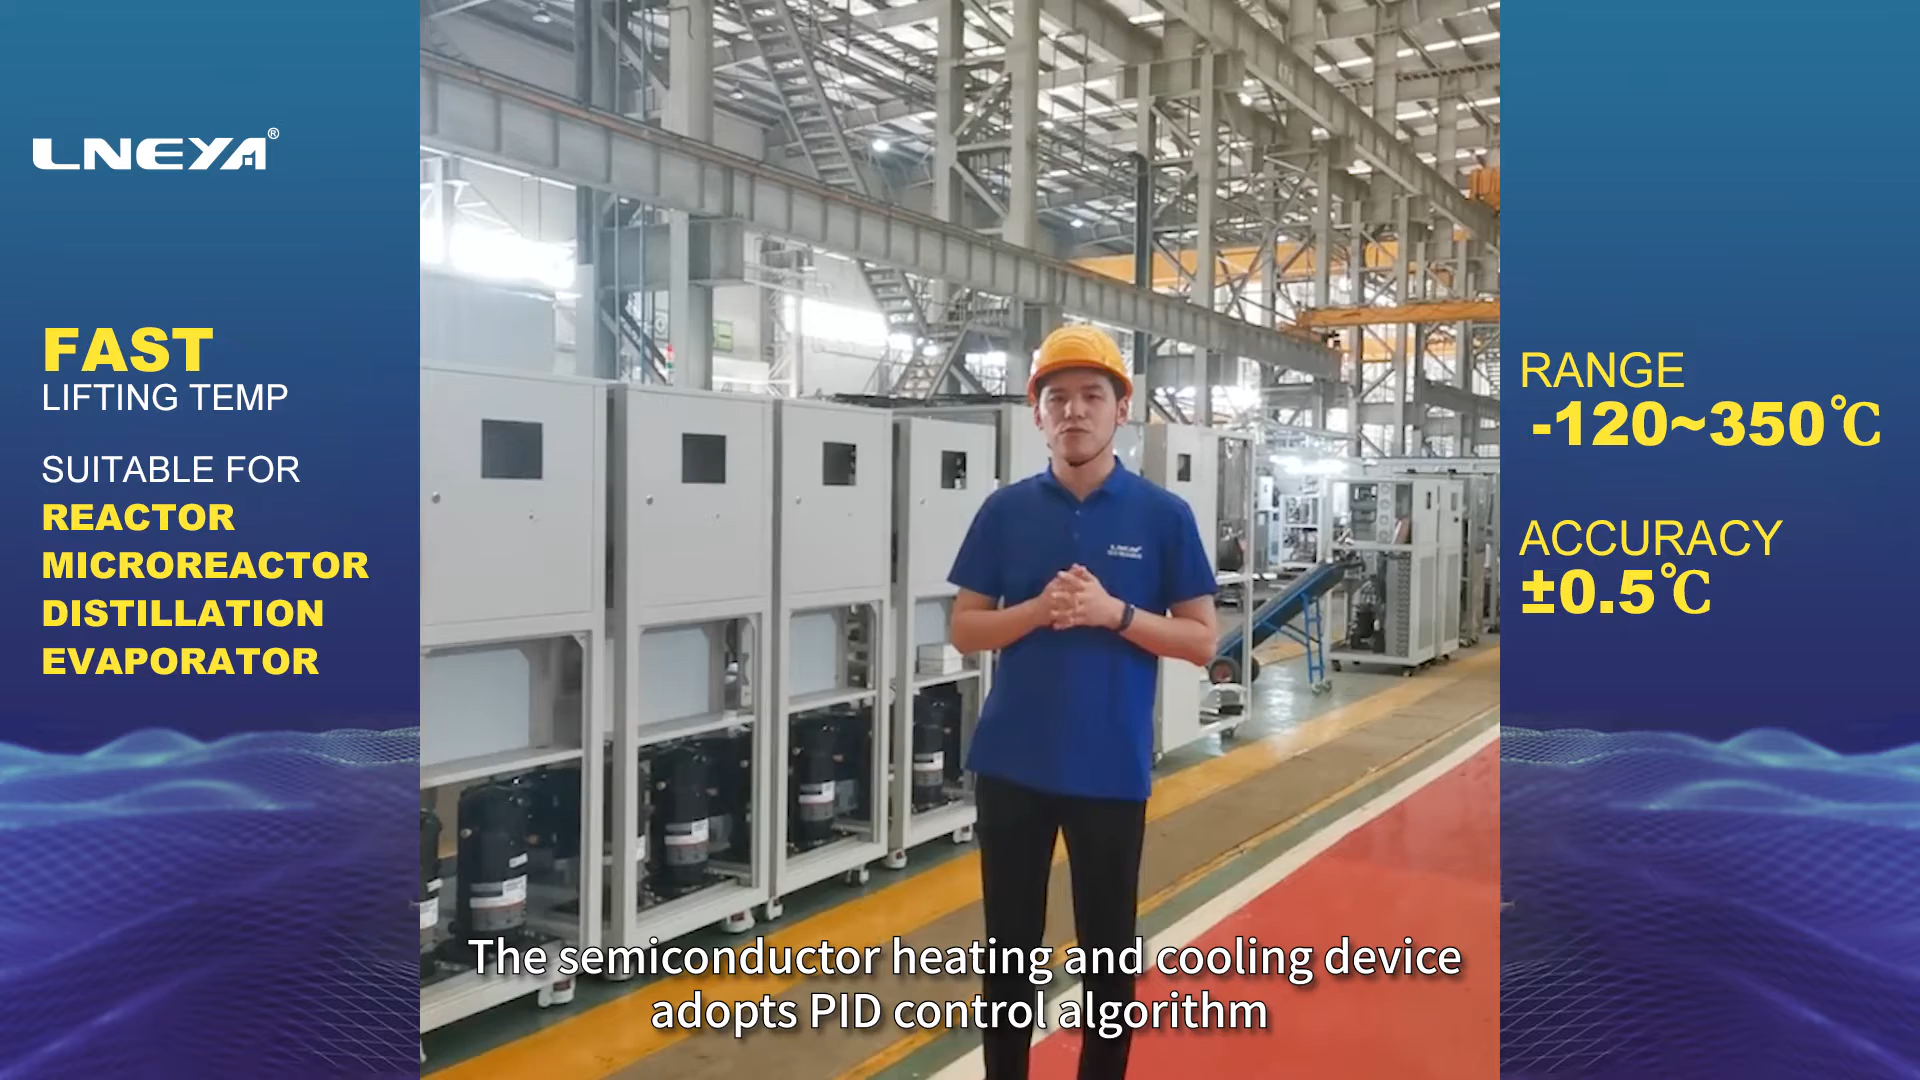 LNEYA®
FAST
LIFTING TEMP
SUITABLE FOR
REACTOR
MICROREACTOR
DISTILLATION
EVAPORATOR
RANGE
-120~350℃
ACCURACY
±0.5℃
LNEYA
The semiconductor heating and cooling device
adopts PID control algorithm